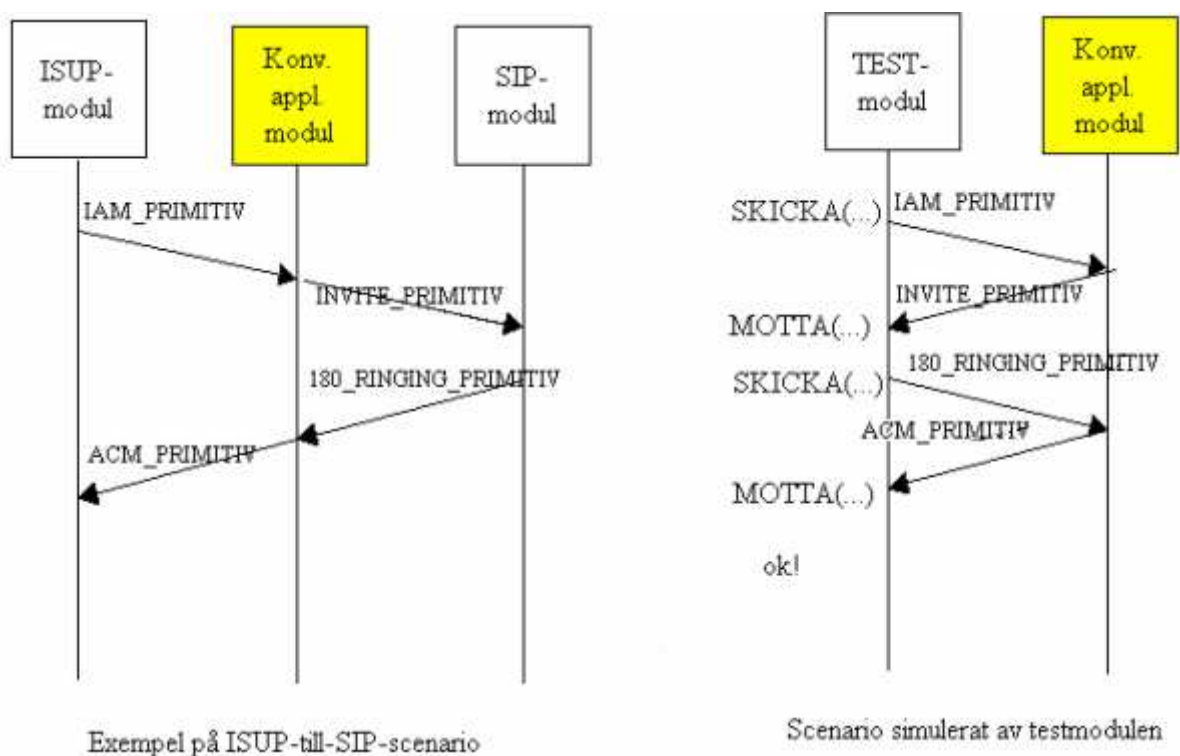 ISUP-
modul
Konv.
appl.
modul
SIP-
modul
IAM_PRIMITIV
INVITE_PRIMITIV
180_RINGING_PRIMITIV
ACM_PRIMITIV
Exempel på ISUP-till-SIP-scenario
TEST-
modul
Konv.
appl.
modul
SKICKA(...)
IAM_PRIMITIV
INVITE_PRIMITIV
MOTTA(...)
180_RINGING_PRIMITIV
SKICKA(...)
ACM_PRIMITIV
MOTTA(...)
ok!
Scenario simulerat av testmodulen